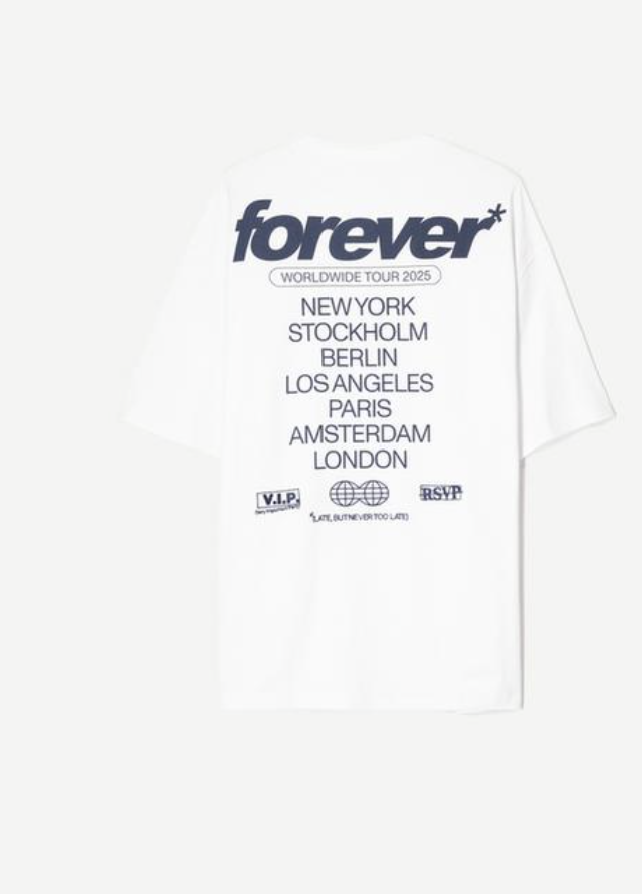 forever*
WORLDWIDE TOUR 2025
NEW YORK
STOCKHOLM
BERLIN
LOS ANGELES
PARIS
AMSTERDAM
LONDON
V.I.P.
RSVP
*(LATE, BUT NEVER TOO LATE)